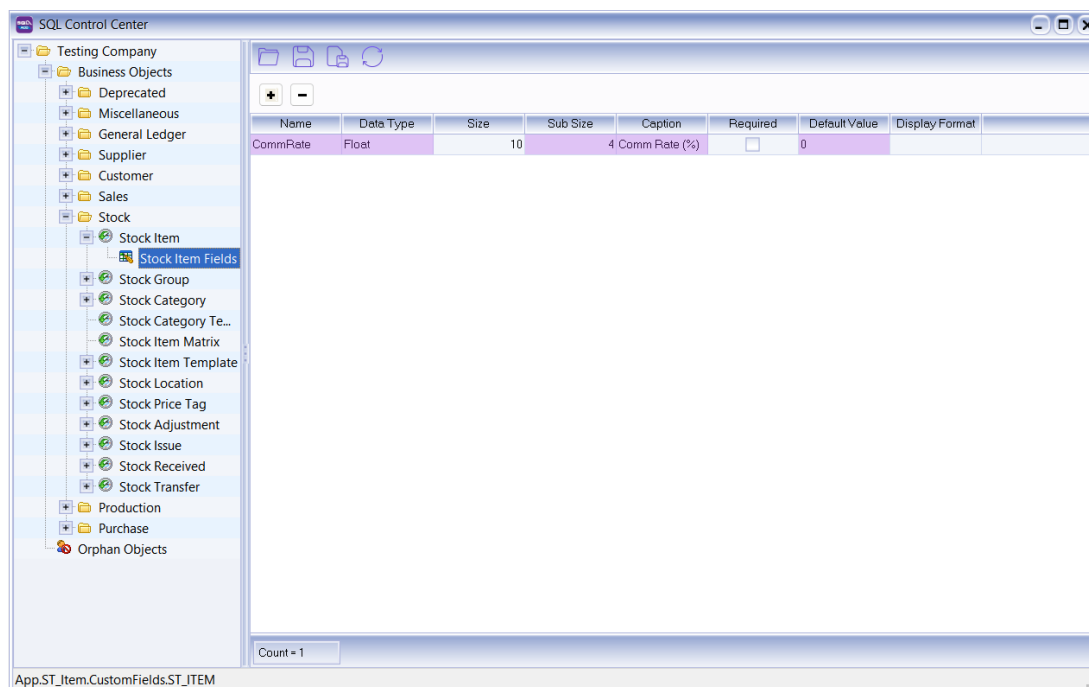 SQL Control Center
Testing Company
Business Objects
Deprecated
Miscellaneous
General Ledger
Supplier
Customer
Sales
Stock
Stock Item
Stock Item Fields
Stock Group
Stock Category
Stock Category Te...
Stock Item Matrix
Stock Item Template
Stock Location
Stock Price Tag
Stock Adjustment
Stock Issue
Stock Received
Stock Transfer
Production
Purchase
Orphan Objects
Name Data Type Size Sub Size Caption Required Default Value Display Format
CommRate Float 10 4 Comm Rate (%) 0
Count = 1
App.ST_Item.CustomFields.ST_ITEM